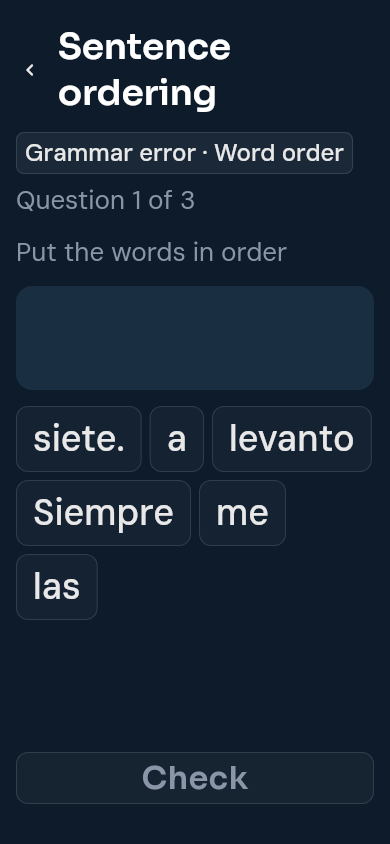 Sentence
ordering
Grammar error · Word order
Question 1 of 3
Put the words in order
siete. a levanto
Siempre me
las
Check